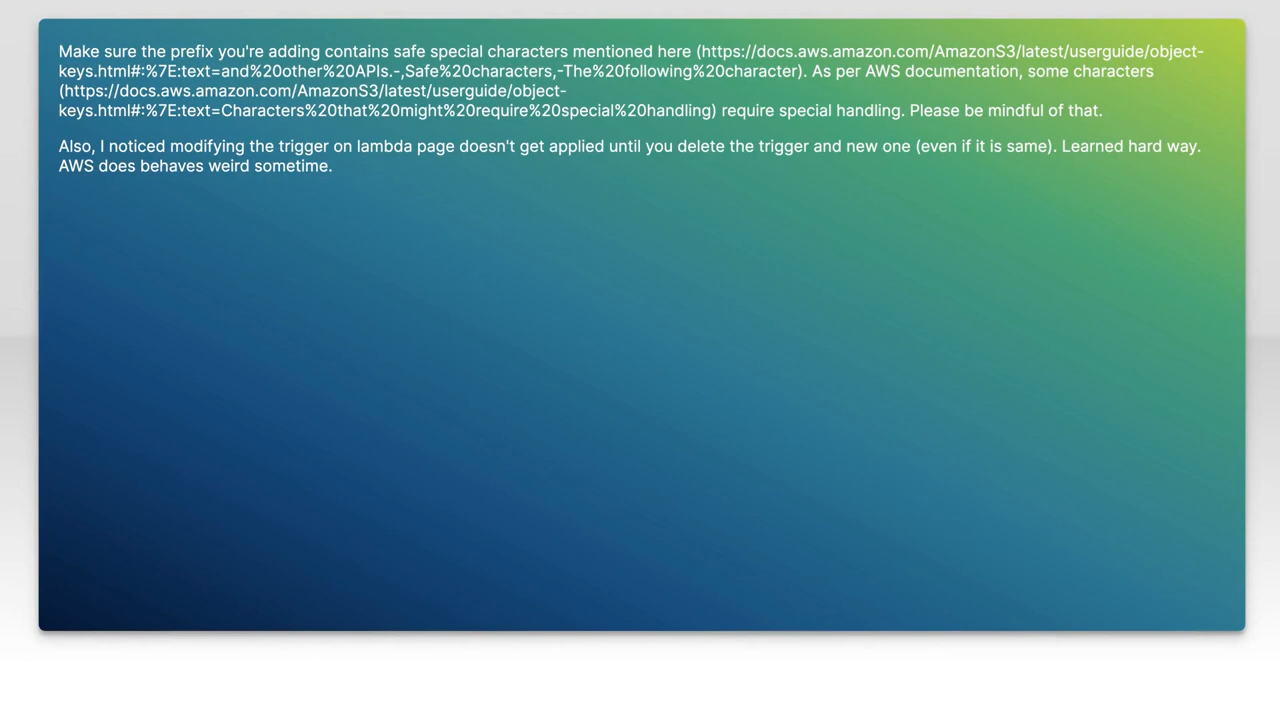 Make sure the prefix you're adding contains safe special characters mentioned here (https://docs.aws.amazon.com/AmazonS3/latest/userguide/object-
keys.html#:%7E:text=and%20other%20APIs.-,Safe%20characters,-The%20following%20character). As per AWS documentation, some characters
(https://docs.aws.amazon.com/AmazonS3/latest/userguide/object-
keys.html#:%7E:text=Characters%20that%20might%20require%20special%20handling) require special handling. Please be mindful of that.
Also, I noticed modifying the trigger on lambda page doesn't get applied until you delete the trigger and new one (even if it is same). Learned hard way.
AWS does behaves weird sometime.